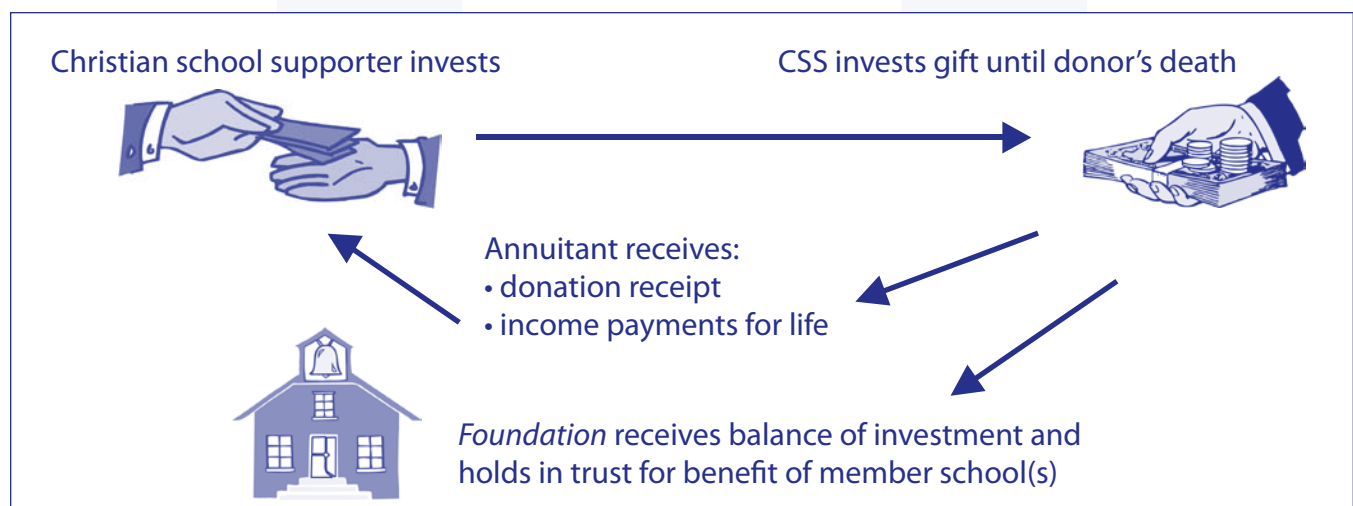 Christian school supporter invests
CSS invests gift until donor’s death
Annuitant receives:
• donation receipt
• income payments for life
Foundation receives balance of investment and
holds in trust for benefit of member school(s)